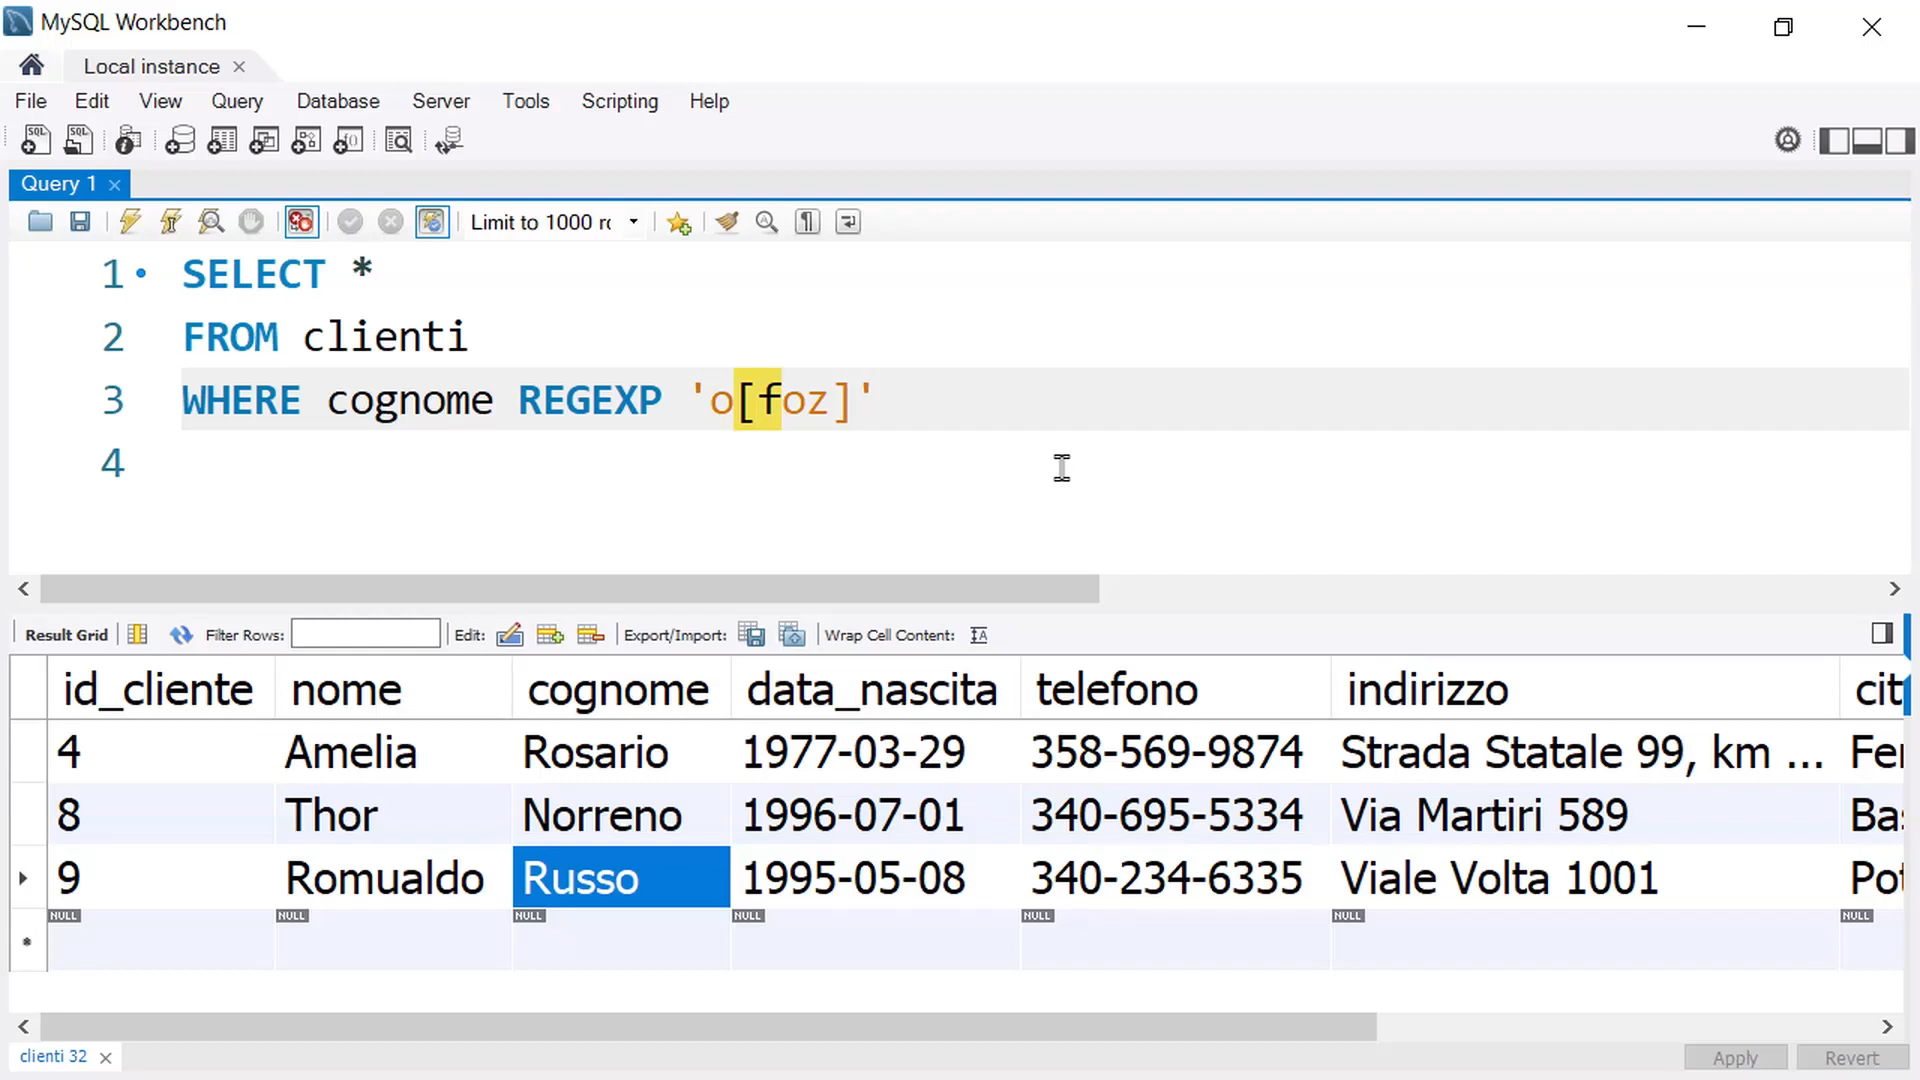 MySQL Workbench
Local instance
File Edit View Query Database Server Tools Scripting Help
Query 1
Limit to 1000 r
1 SELECT *
2 FROM clienti
3 WHERE cognome REGEXP 'o[foz]'
4
Result Grid Filter Rows: Edit: Export/Import: Wrap Cell Content:
id_cliente nome cognome data_nascita telefono indirizzo cit
4 Amelia Rosario 1977-03-29 358-569-9874 Strada Statale 99, km ... Fer
8 Thor Norreno 1996-07-01 340-695-5334 Via Martiri 589 Bas
9 Romualdo Russo 1995-05-08 340-234-6335 Viale Volta 1001 Pot
NULL NULL NULL NULL NULL NULL NULL
clienti 32 Apply Revert